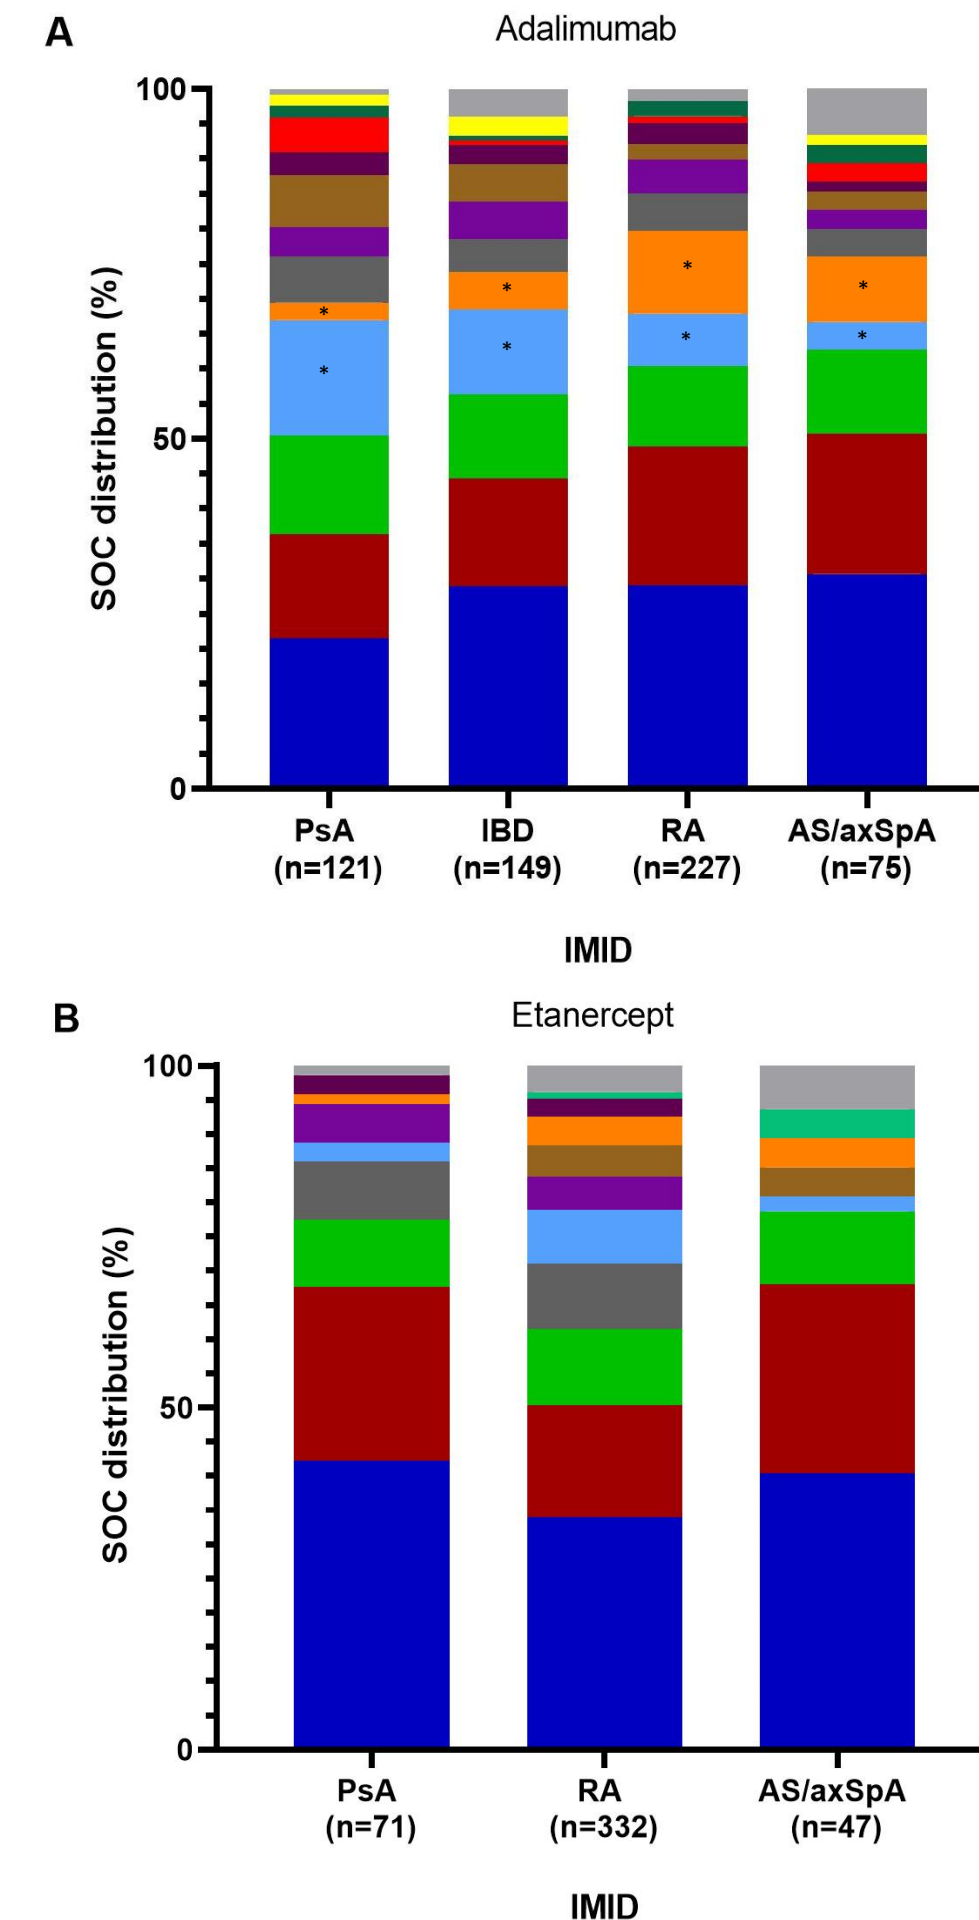 A
Adalimumab
SOC distribution (%)
100
*
*
*
*
*
*
*
*
50
0
PsA IBD RA AS/axSpA
(n=121) (n=149) (n=227) (n=75)
IMID
B
Etanercept
SOC distribution (%)
100
50
0
PsA RA AS/axSpA
(n=71) (n=332) (n=47)
IMID